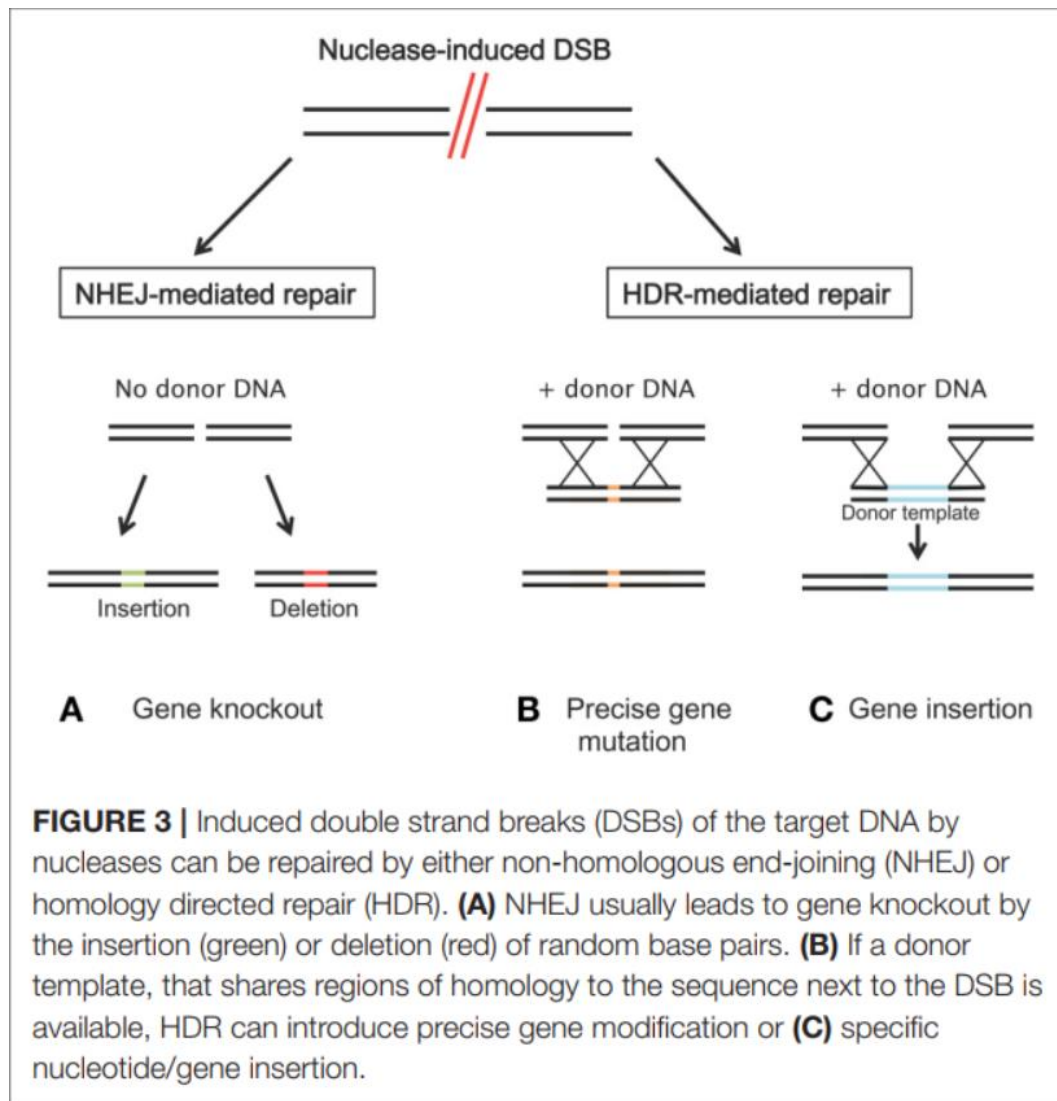 Nuclease-induced DSB
NHEJ-mediated repair
HDR-mediated repair
No donor DNA
+ donor DNA
+ donor DNA
Donor template
Insertion
Deletion
A Gene knockout
B Precise gene
mutation
C Gene insertion
FIGURE 3 | Induced double strand breaks (DSBs) of the target DNA by
nucleases can be repaired by either non-homologous end-joining (NHEJ) or
homology directed repair (HDR). (A) NHEJ usually leads to gene knockout by
the insertion (green) or deletion (red) of random base pairs. (B) If a donor
template, that shares regions of homology to the sequence next to the DSB is
available, HDR can introduce precise gene modification or (C) specific
nucleotide/gene insertion.